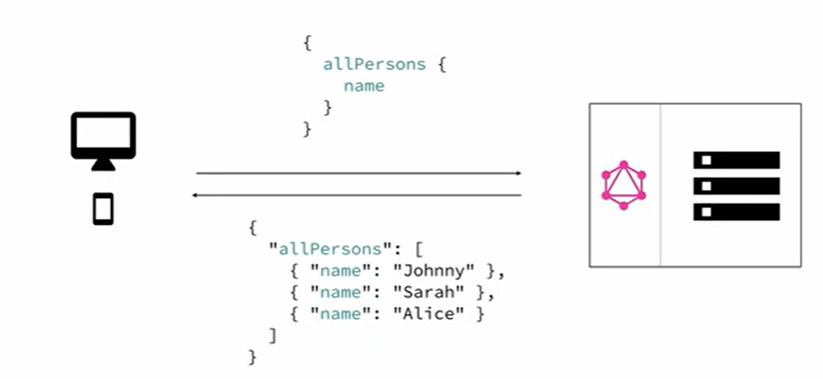 {
  allPersons {
    name
  }
}
{
  "allPersons": [
    { "name": "Johnny" },
    { "name": "Sarah" },
    { "name": "Alice" }
  ]
}